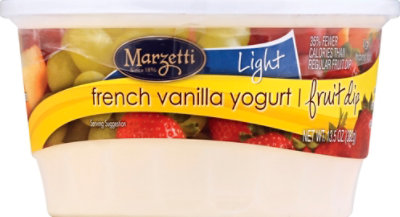 Marzetti
Since 1896
Light
35% FEWER
CALORIES THAN
REGULAR FRUIT DIP
french vanilla yogurt | fruit dip
Serving Suggestion
NET WT. 13.5 OZ (382g)